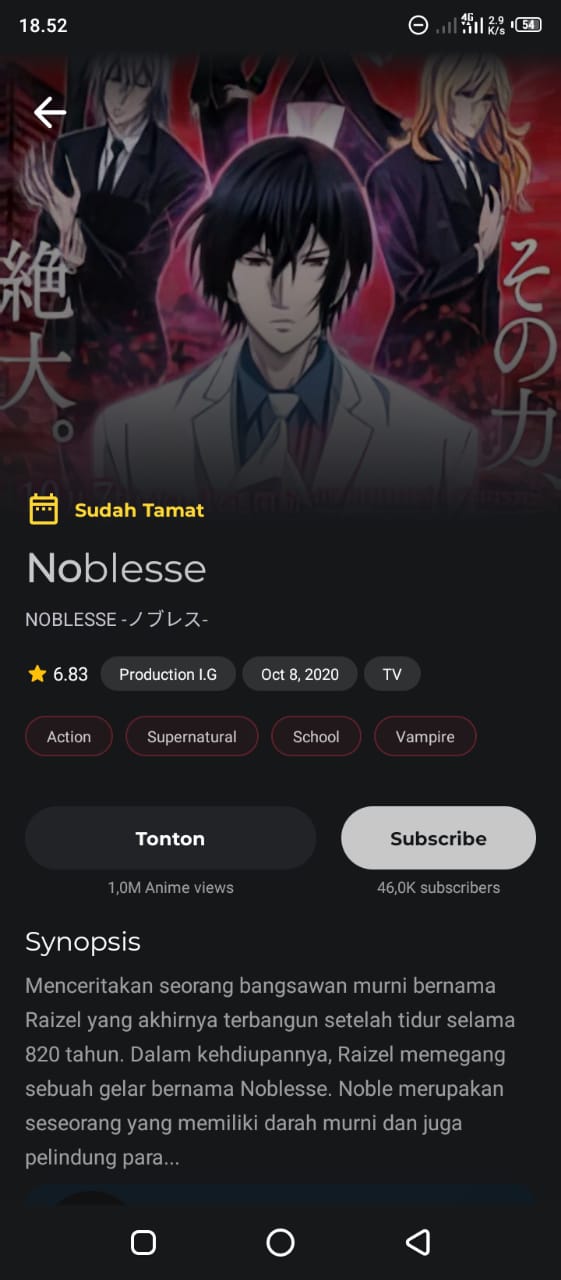 18.52
4G
2.9
K/s
54
絶大。
その力、
Sudah Tamat
Noblesse
NOBLESSE -ノブレス-
6.83 Production I.G Oct 8, 2020 TV
Action Supernatural School Vampire
Tonton Subscribe
1,0M Anime views 46,0K subscribers
Synopsis
Menceritakan seorang bangsawan murni bernama
Raizel yang akhirnya terbangun setelah tidur selama
820 tahun. Dalam kehdiupannya, Raizel memegang
sebuah gelar bernama Noblesse. Noble merupakan
seseorang yang memiliki darah murni dan juga
pelindung para...